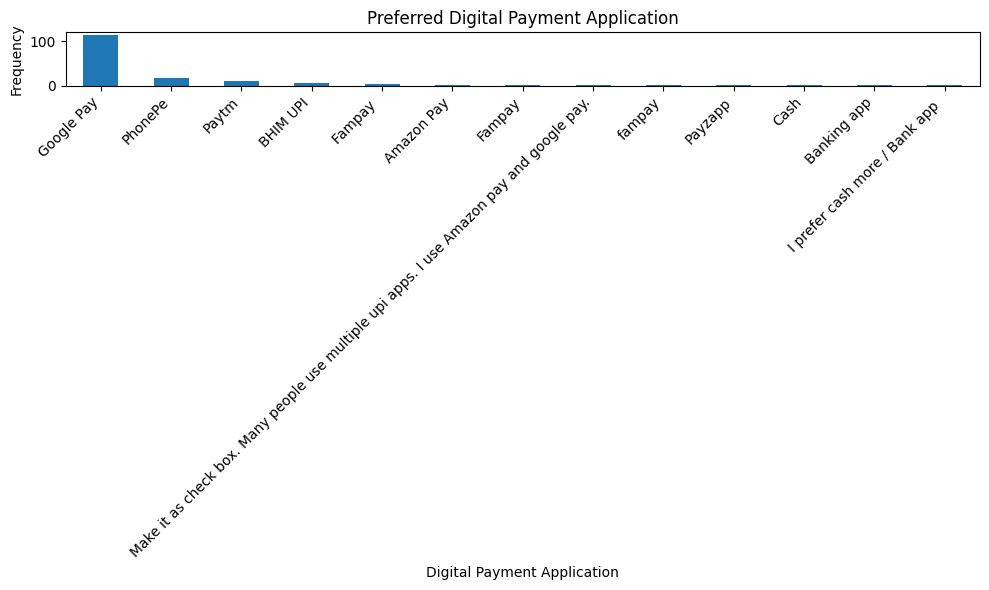 Preferred Digital Payment Application
Frequency
100
0
Google Pay
PhonePe
Paytm
BHIM UPI
Fampay
Amazon Pay
Fampay
Make it as check box. Many people use multiple upi apps. I use Amazon pay and google pay.
fampay
Payzapp
Cash
Banking app
I prefer cash more / Bank app
Digital Payment Application